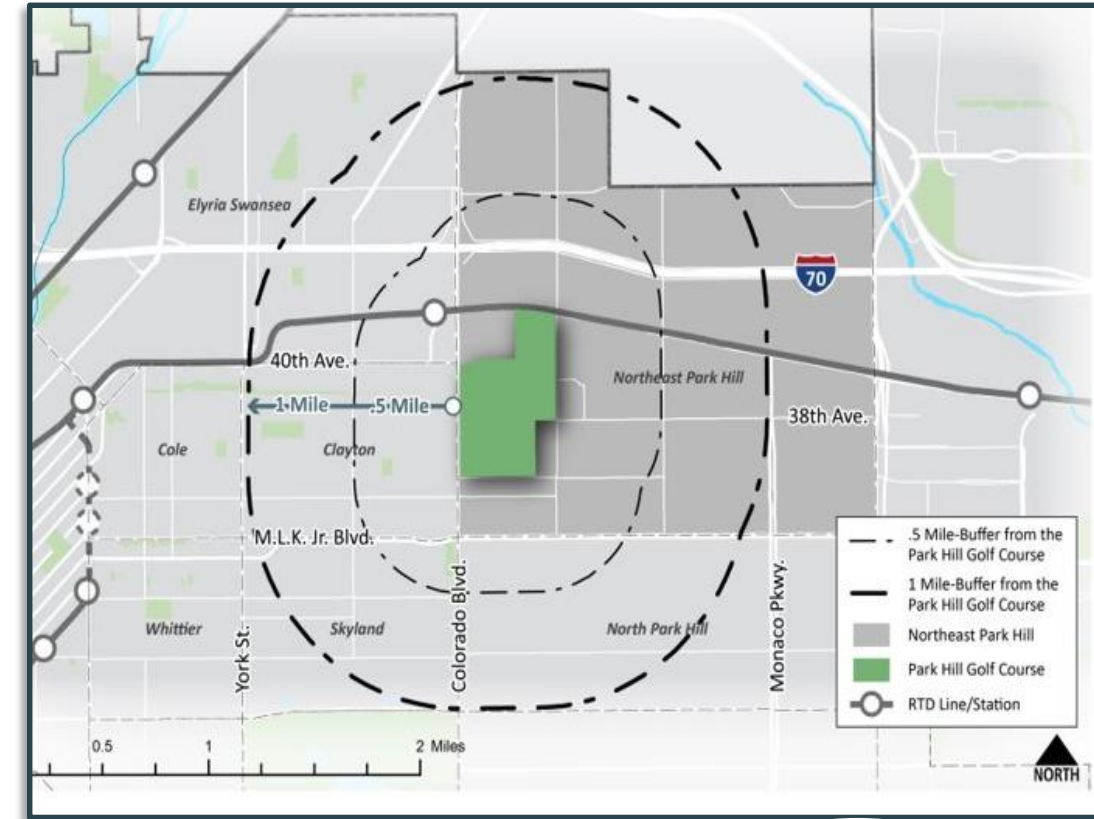 Elyria Swansea
70
40th Ave.
Northeast Park Hill
1 Mile
.5 Mile
38th Ave.
Cole
Clayton
M.L.K. Jr. Blvd.
Whittier
Skyland
North Park Hill
York St.
Colorado Blvd.
Monaco Pkwy.
.5 Mile-Buffer from the
Park Hill Golf Course
1 Mile-Buffer from the
Park Hill Golf Course
Northeast Park Hill
Park Hill Golf Course
RTD Line/Station
0.5
1
2 Miles
NORTH